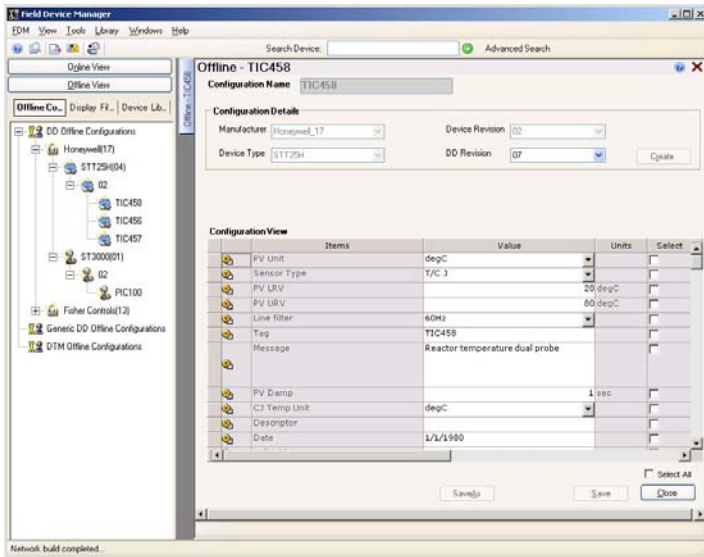 Field Device Manager
FDM View Tools Library Windows Help
Search Device: Advanced Search
Online View
Offline View
Offline Co... Display Fil... Device Lib...
DD Offline Configurations
Honeywell(17)
STT25H(04)
02
TIC458
TIC456
TIC457
ST3000(01)
02
PIC100
Fisher Controls(13)
Generic DD Offline Configurations
DTM Offline Configurations
Offline - TIC458
Offline - TIC458
Configuration Name TIC458
Configuration Details
Manufacturer Honeywell_17 Device Revision 02
Device Type STT25H DD Revision 07 Create
Configuration View
Items Value Units Select
PV Unit degC
Sensor Type T/C J
PV LRV 20 degC
PV URV 80 degC
Line filter 60Hz
Tag TIC458
Message Reactor temperature dual probe
PV Damp 1 sec
CJ Temp Unit degC
Descriptor
Date 1/1/1980
Select All
SaveAs Save Close
Network build completed...